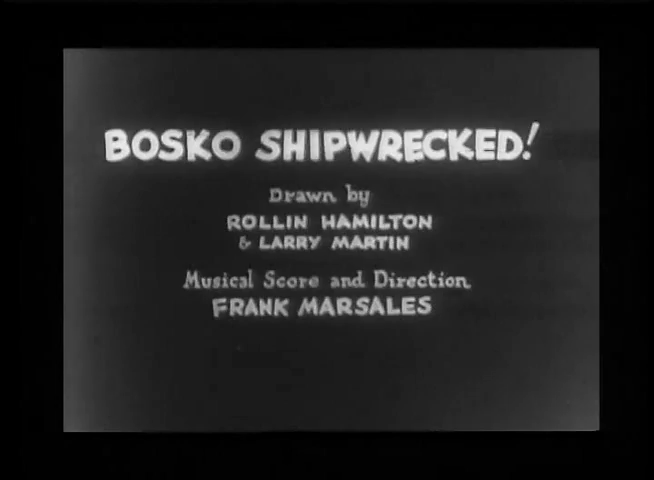 BOSKO SHIPWRECKED!
Drawn by
ROLLIN HAMILTON
& LARRY MARTIN
Musical Score and Direction
FRANK MARSALES